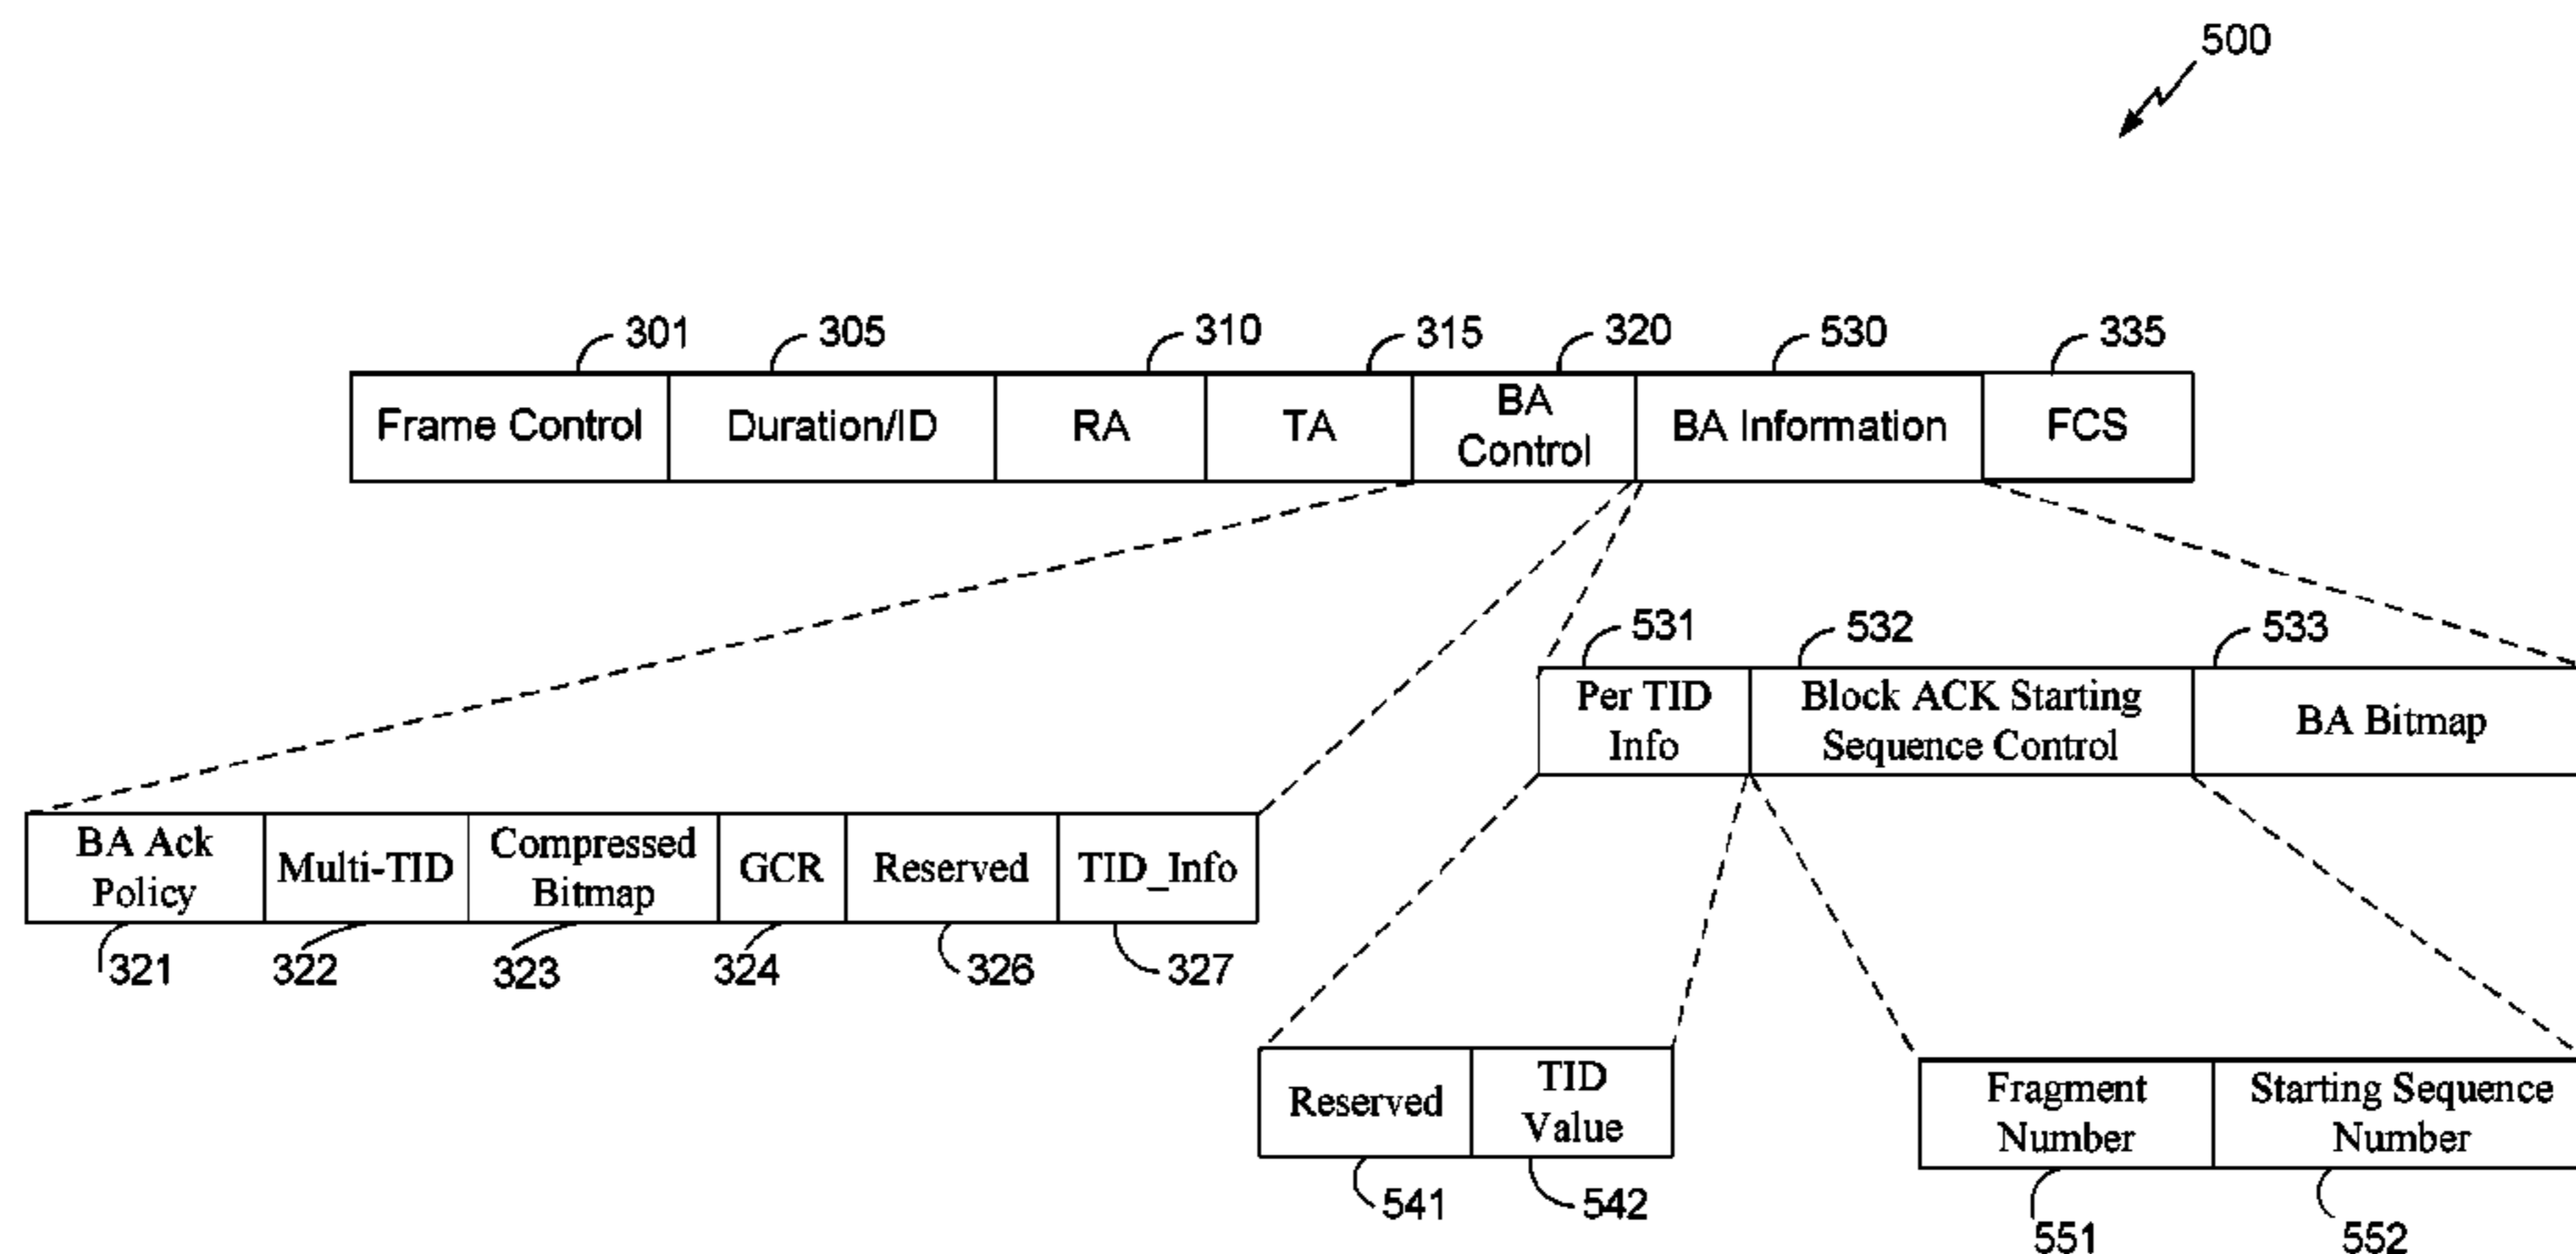 500
301
305
310
315
320
530
335
Frame Control
Duration/ID
RA
TA
BA
Control
BA Information
FCS
531
532
533
Per TID
Info
Block ACK Starting
Sequence Control
BA Bitmap
BA Ack
Policy
Multi-TID
Compressed
Bitmap
GCR
Reserved
TID_Info
321
322
323
324
326
327
Reserved
TID
Value
Fragment
Number
Starting Sequence
Number
541
542
551
552